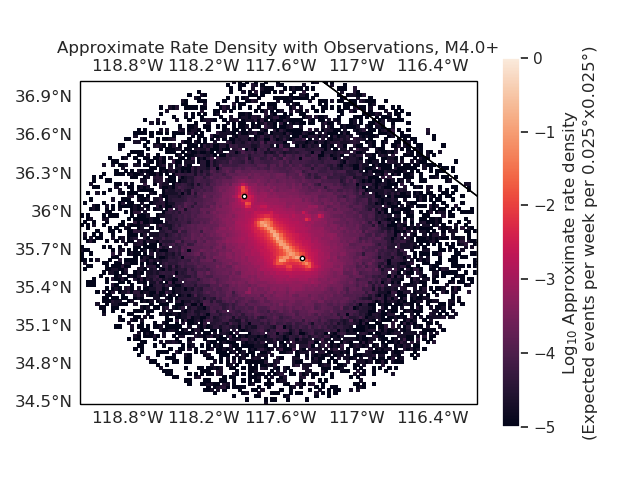 Approximate Rate Density with Observations, M4.0+
118.8°W 118.2°W 117.6°W 117°W 116.4°W
36.9°N
36.6°N
36.3°N
36°N
35.7°N
35.4°N
35.1°N
34.8°N
34.5°N
118.8°W 118.2°W 117.6°W 117°W 116.4°W
0
−1
−2
−3
−4
−5
Log₁₀ Approximate rate density
(Expected events per week per 0.025°x0.025°)